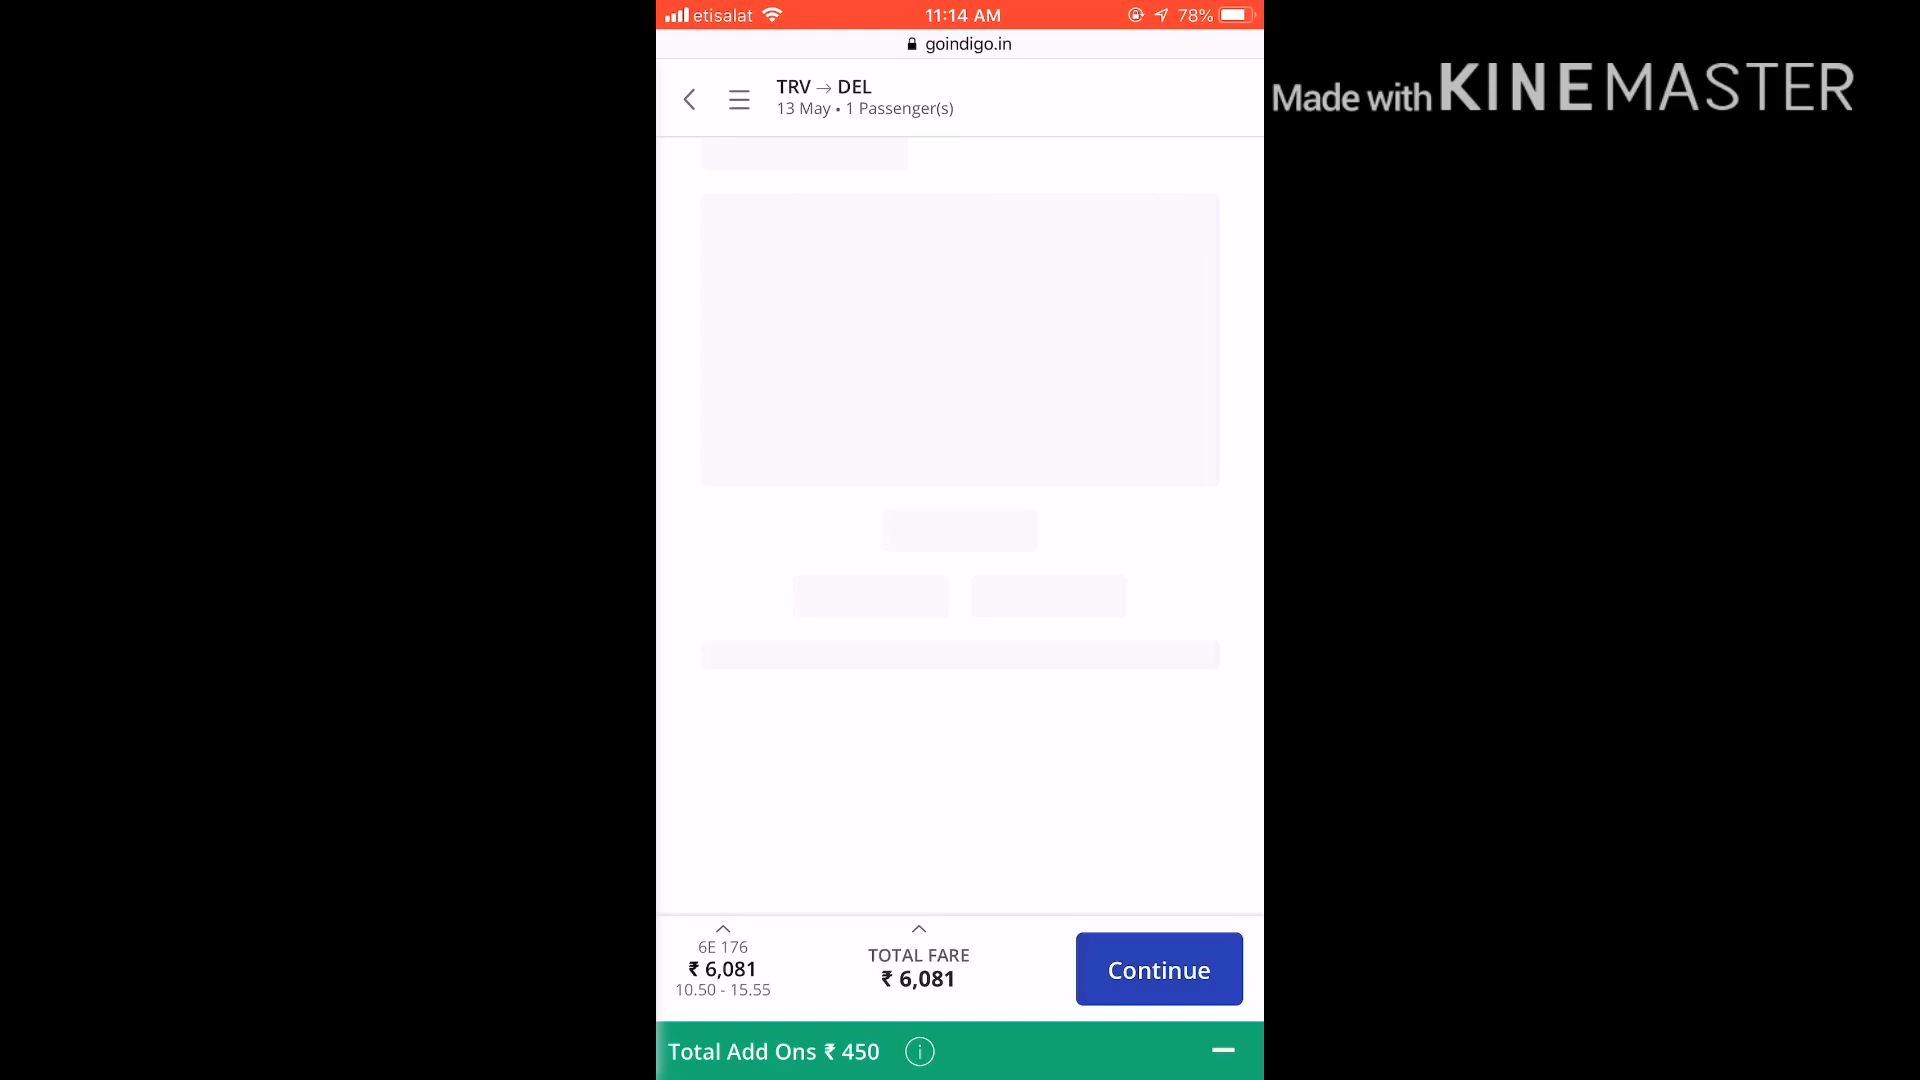 etisalat
11:14 AM
78%
goindigo.in
TRV → DEL
13 May • 1 Passenger(s)
Made with KINEMASTER
6E 176
₹ 6,081
10.50 - 15.55
TOTAL FARE
₹ 6,081
Continue
Total Add Ons ₹ 450